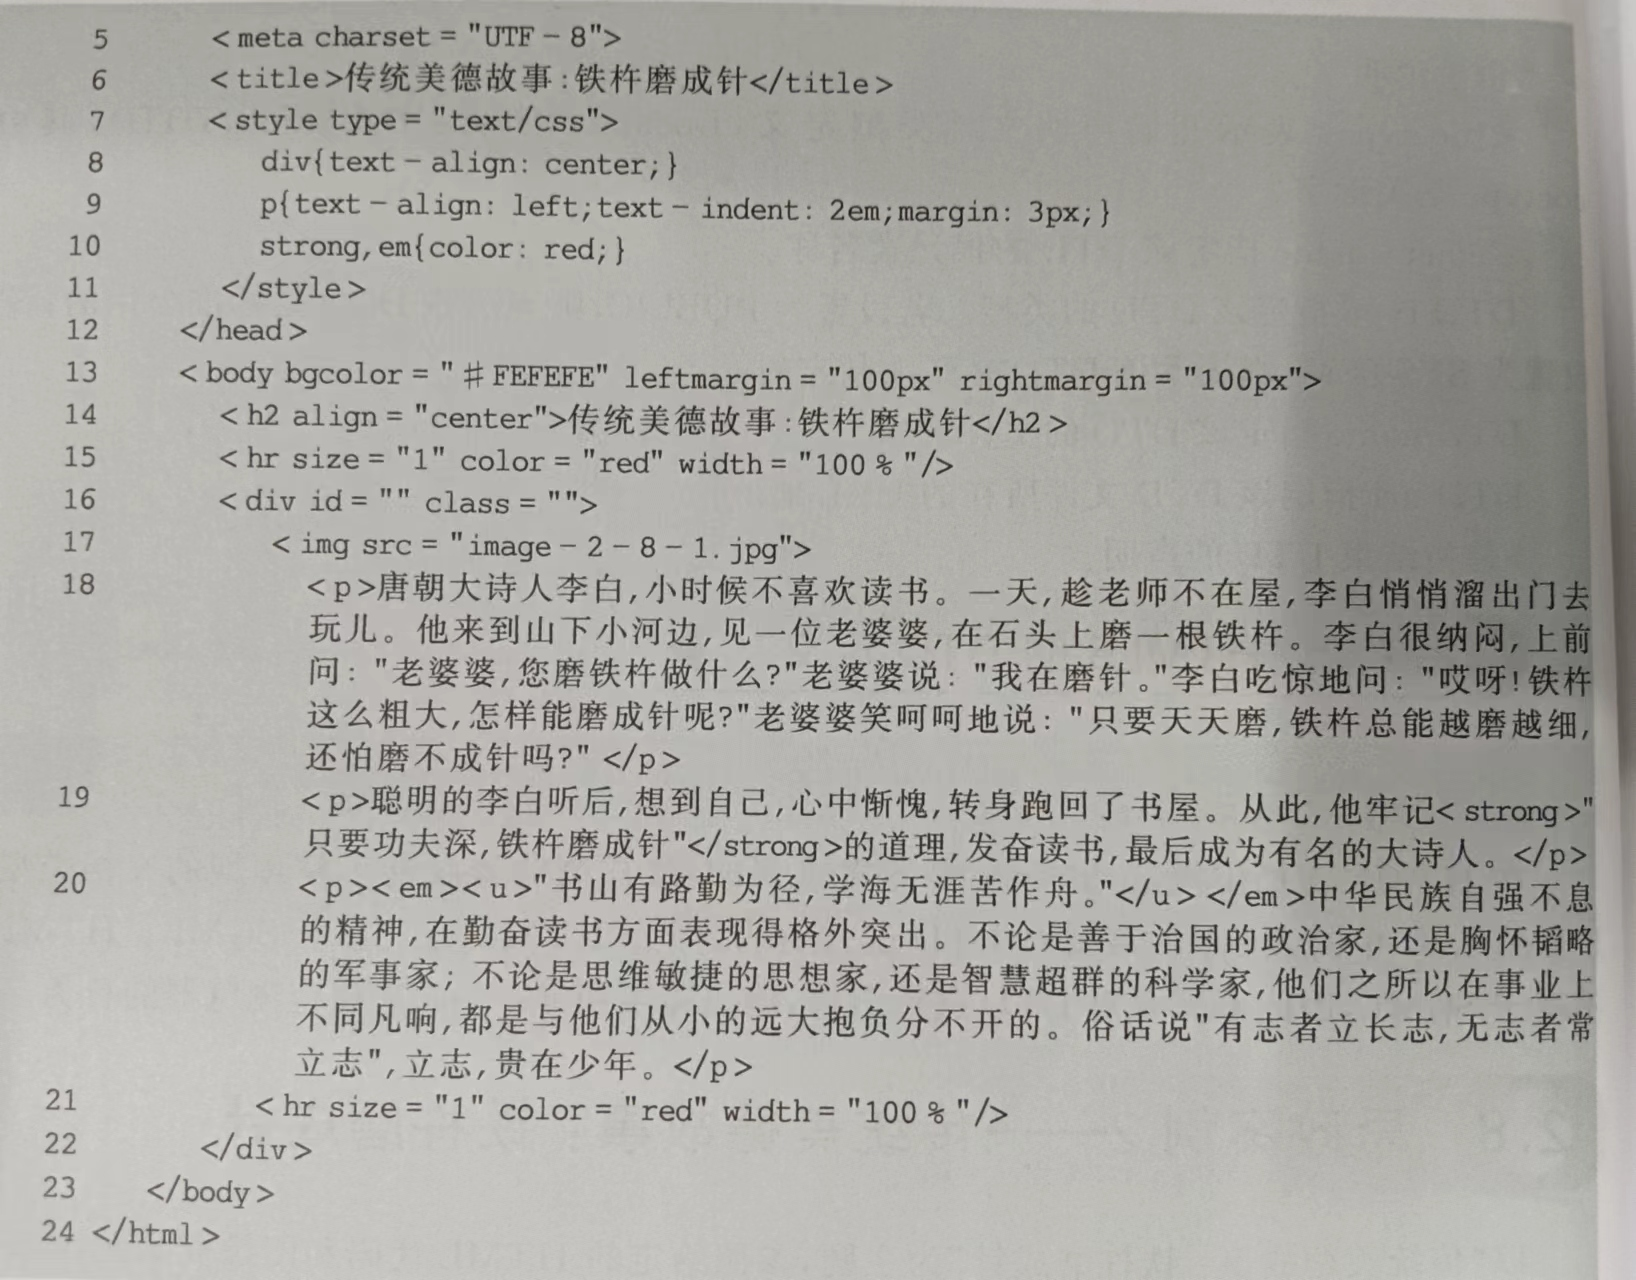 5 <meta charset="UTF-8">
6 <title>传统美德故事:铁杵磨成针</title>
7 <style type="text/css">
8 div{text-align: center;}
9 p{text-align: left;text-indent: 2em;margin: 3px;}
10 strong,em{color: red;}
11 </style>
12 </head>
13 <body bgcolor="#FEFEFE" leftmargin="100px" rightmargin="100px">
14 <h2 align="center">传统美德故事:铁杵磨成针</h2>
15 <hr size="1" color="red" width="100%"/>
16 <div id="" class="">
17 <img src="image-2-8-1.jpg">
18 <p>唐朝大诗人李白,小时候不喜欢读书。一天,趁老师不在屋,李白悄悄溜出门去
玩儿。他来到山下小河边,见一位老婆婆,在石头上磨一根铁杵。李白很纳闷,上前
问:"老婆婆,您磨铁杵做什么?"老婆婆说:"我在磨针。"李白吃惊地问:"哎呀!铁杵
这么粗大,怎样能磨成针呢?"老婆婆笑呵呵地说:"只要天天磨,铁杵总能越磨越细,
还怕磨不成针吗?" </p>
19 <p>聪明的李白听后,想到自己,心中惭愧,转身跑回了书屋。从此,他牢记<strong>"
只要功夫深,铁杵磨成针"</strong>的道理,发奋读书,最后成为有名的大诗人。</p>
20 <p><em><u>"书山有路勤为径,学海无涯苦作舟。"</u></em>中华民族自强不息
的精神,在勤奋读书方面表现得格外突出。不论是善于治国的政治家,还是胸怀韬略
的军事家;不论是思维敏捷的思想家,还是智慧超群的科学家,他们之所以在事业上
不同凡响,都是与他们从小的远大抱负分不开的。俗话说"有志者立长志,无志者常
立志",立志,贵在少年。</p>
21 <hr size="1" color="red" width="100%"/>
22 </div>
23 </body>
24 </html>